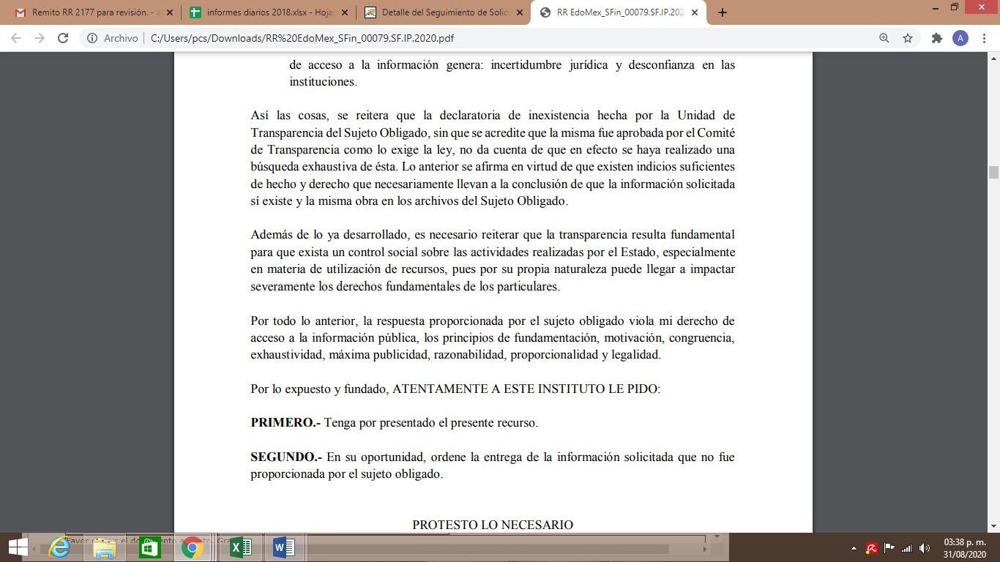 Remito RR 2177 para revisión. - a
informes diarios 2018.xlsx - Hoja
Detalle del Seguimiento de Solici
RR EdoMex_SFin_00079.SF.IP.202
Archivo
C:/Users/pcs/Downloads/RR%20EdoMex_SFin_00079.SF.IP.2020.pdf
A
de acceso a la información genera: incertidumbre jurídica y desconfianza en las
instituciones.
Así las cosas, se reitera que la declaratoria de inexistencia hecha por la Unidad de
Transparencia del Sujeto Obligado, sin que se acredite que la misma fue aprobada por el Comité
de Transparencia como lo exige la ley, no da cuenta de que en efecto se haya realizado una
búsqueda exhaustiva de ésta. Lo anterior se afirma en virtud de que existen indicios suficientes
de hecho y derecho que necesariamente llevan a la conclusión de que la información solicitada
sí existe y la misma obra en los archivos del Sujeto Obligado.
Además de lo ya desarrollado, es necesario reiterar que la transparencia resulta fundamental
para que exista un control social sobre las actividades realizadas por el Estado, especialmente
en materia de utilización de recursos, pues por su propia naturaleza puede llegar a impactar
severamente los derechos fundamentales de los particulares.
Por todo lo anterior, la respuesta proporcionada por el sujeto obligado viola mi derecho de
acceso a la información pública, los principios de fundamentación, motivación, congruencia,
exhaustividad, máxima publicidad, razonabilidad, proporcionalidad y legalidad.
Por lo expuesto y fundado, ATENTAMENTE A ESTE INSTITUTO LE PIDO:
PRIMERO.- Tenga por presentado el presente recurso.
SEGUNDO.- En su oportunidad, ordene la entrega de la información solicitada que no fue
proporcionada por el sujeto obligado.
PROTESTO LO NECESARIO
03:38 p. m.
31/08/2020